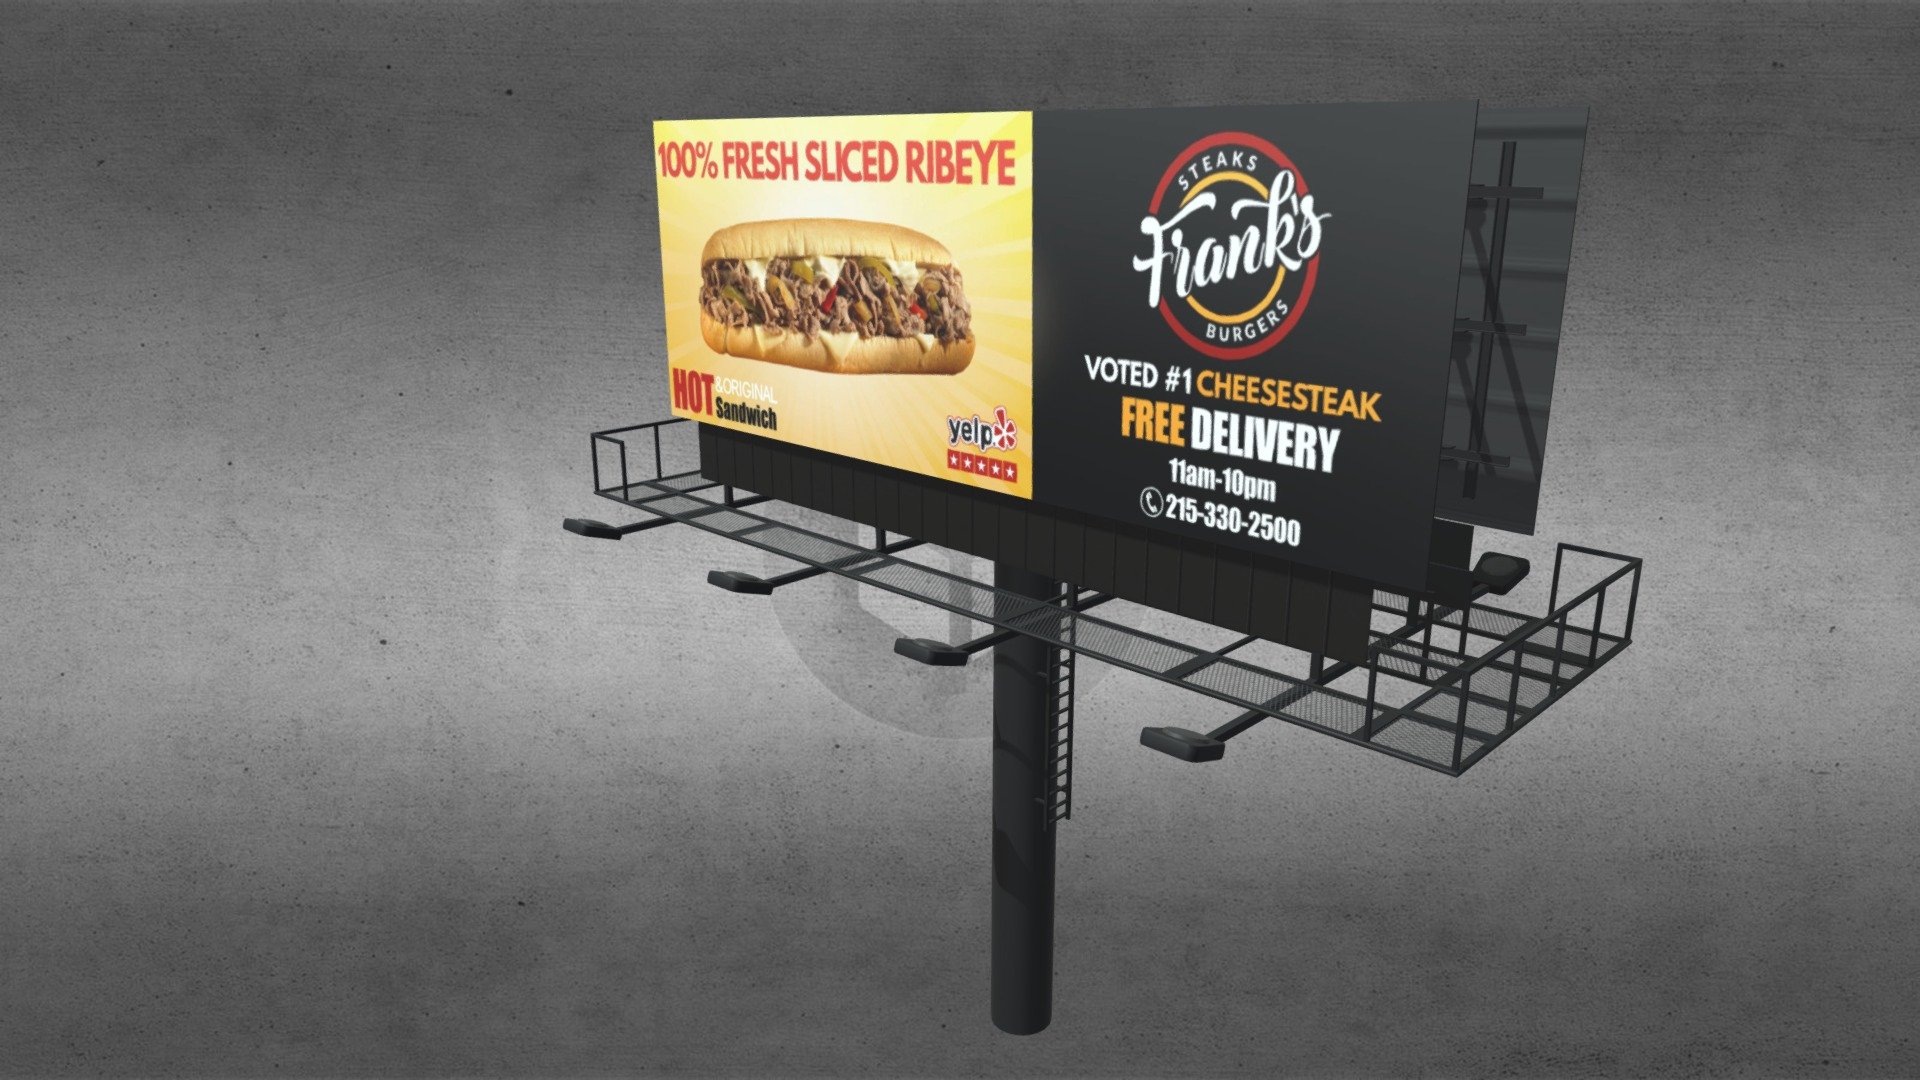 100% FRESH SLICED RIBEYE
HOT &ORIGINAL
Sandwich
yelp
STEAKS
Frank's
BURGERS
VOTED #1 CHEESESTEAK
FREE DELIVERY
11am-10pm
215-330-2500